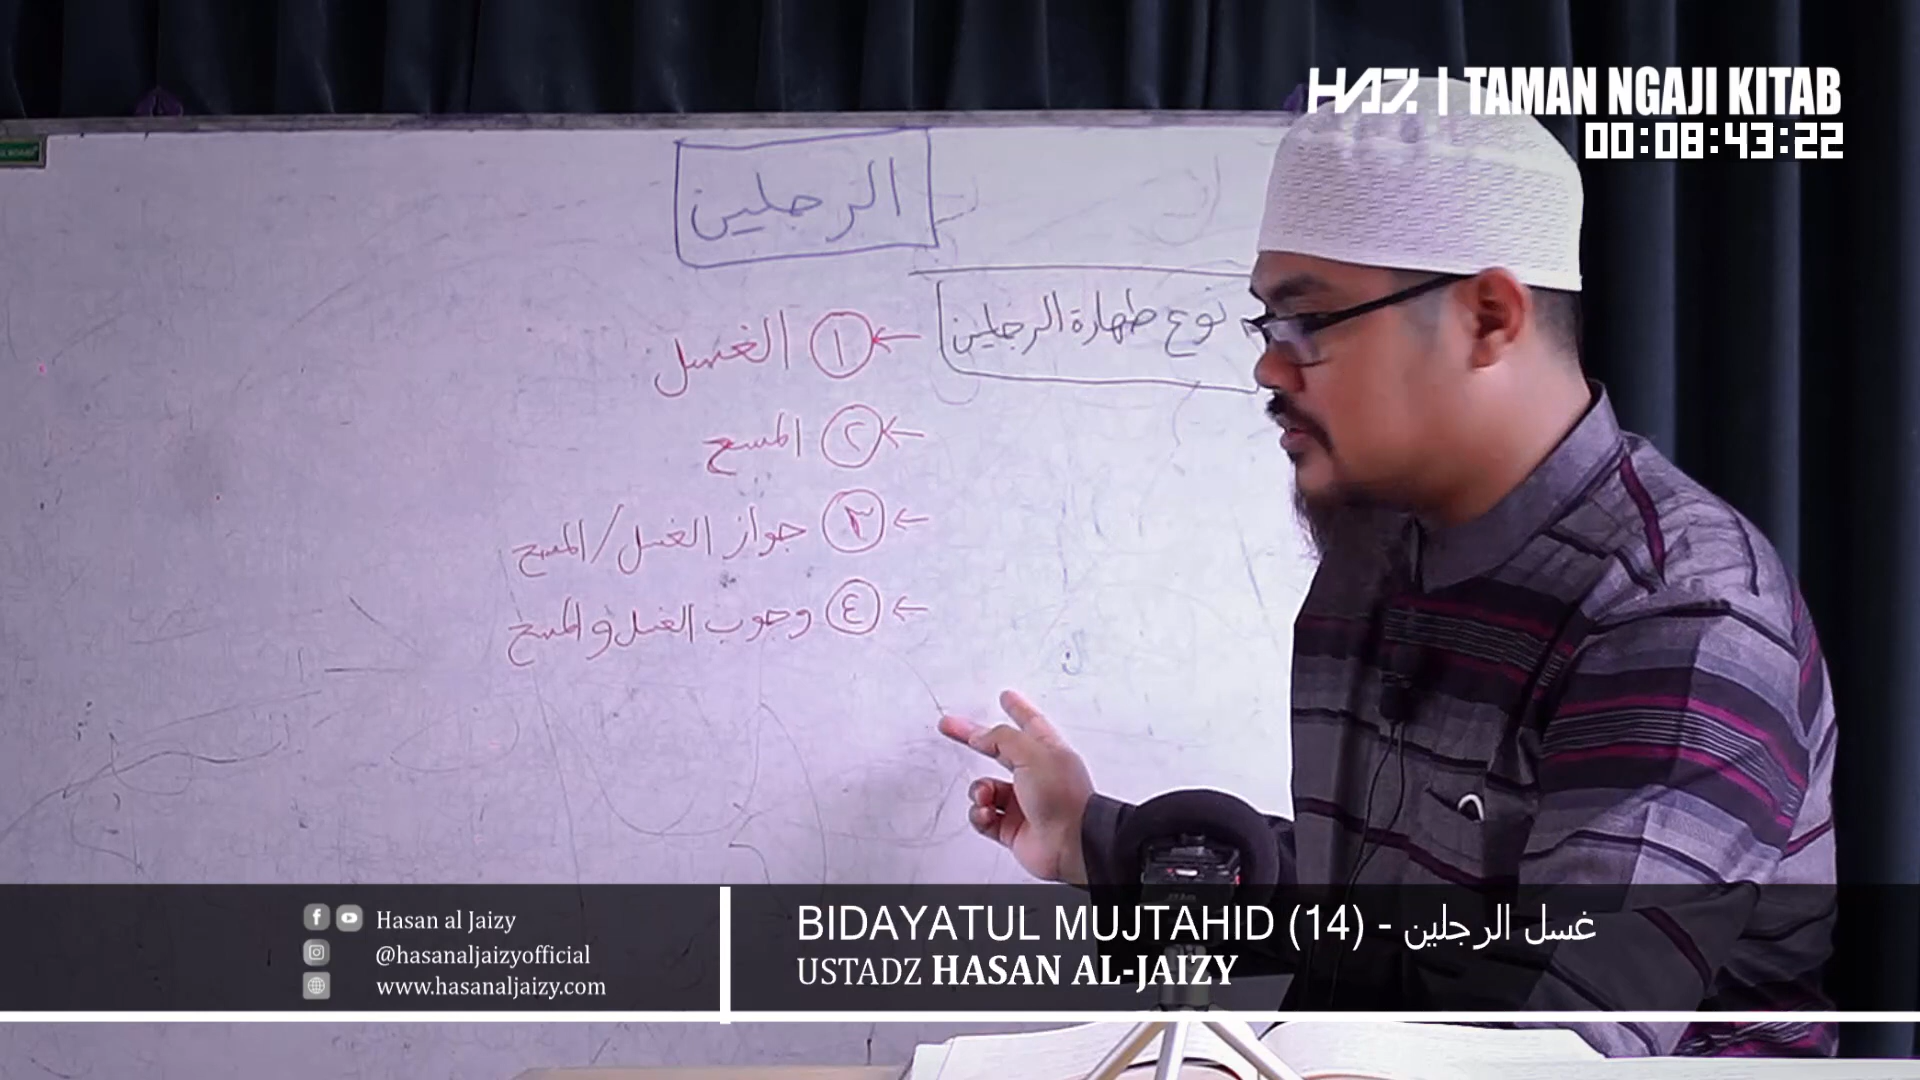 HAZ | TAMAN NGAJI KITAB
00:08:43:22
الرجلين
نوع طهارة الرجلين
← ١ الغسل
← ٢ المسح
← ٣ جواز الغسل/المسح
← ٤ وجوب الغسل و المسح
Hasan al Jaizy
@hasanaljaizyofficial
www.hasanaljaizy.com
BIDAYATUL MUJTAHID (14) - غسل الرجلين
USTADZ HASAN AL-JAIZY